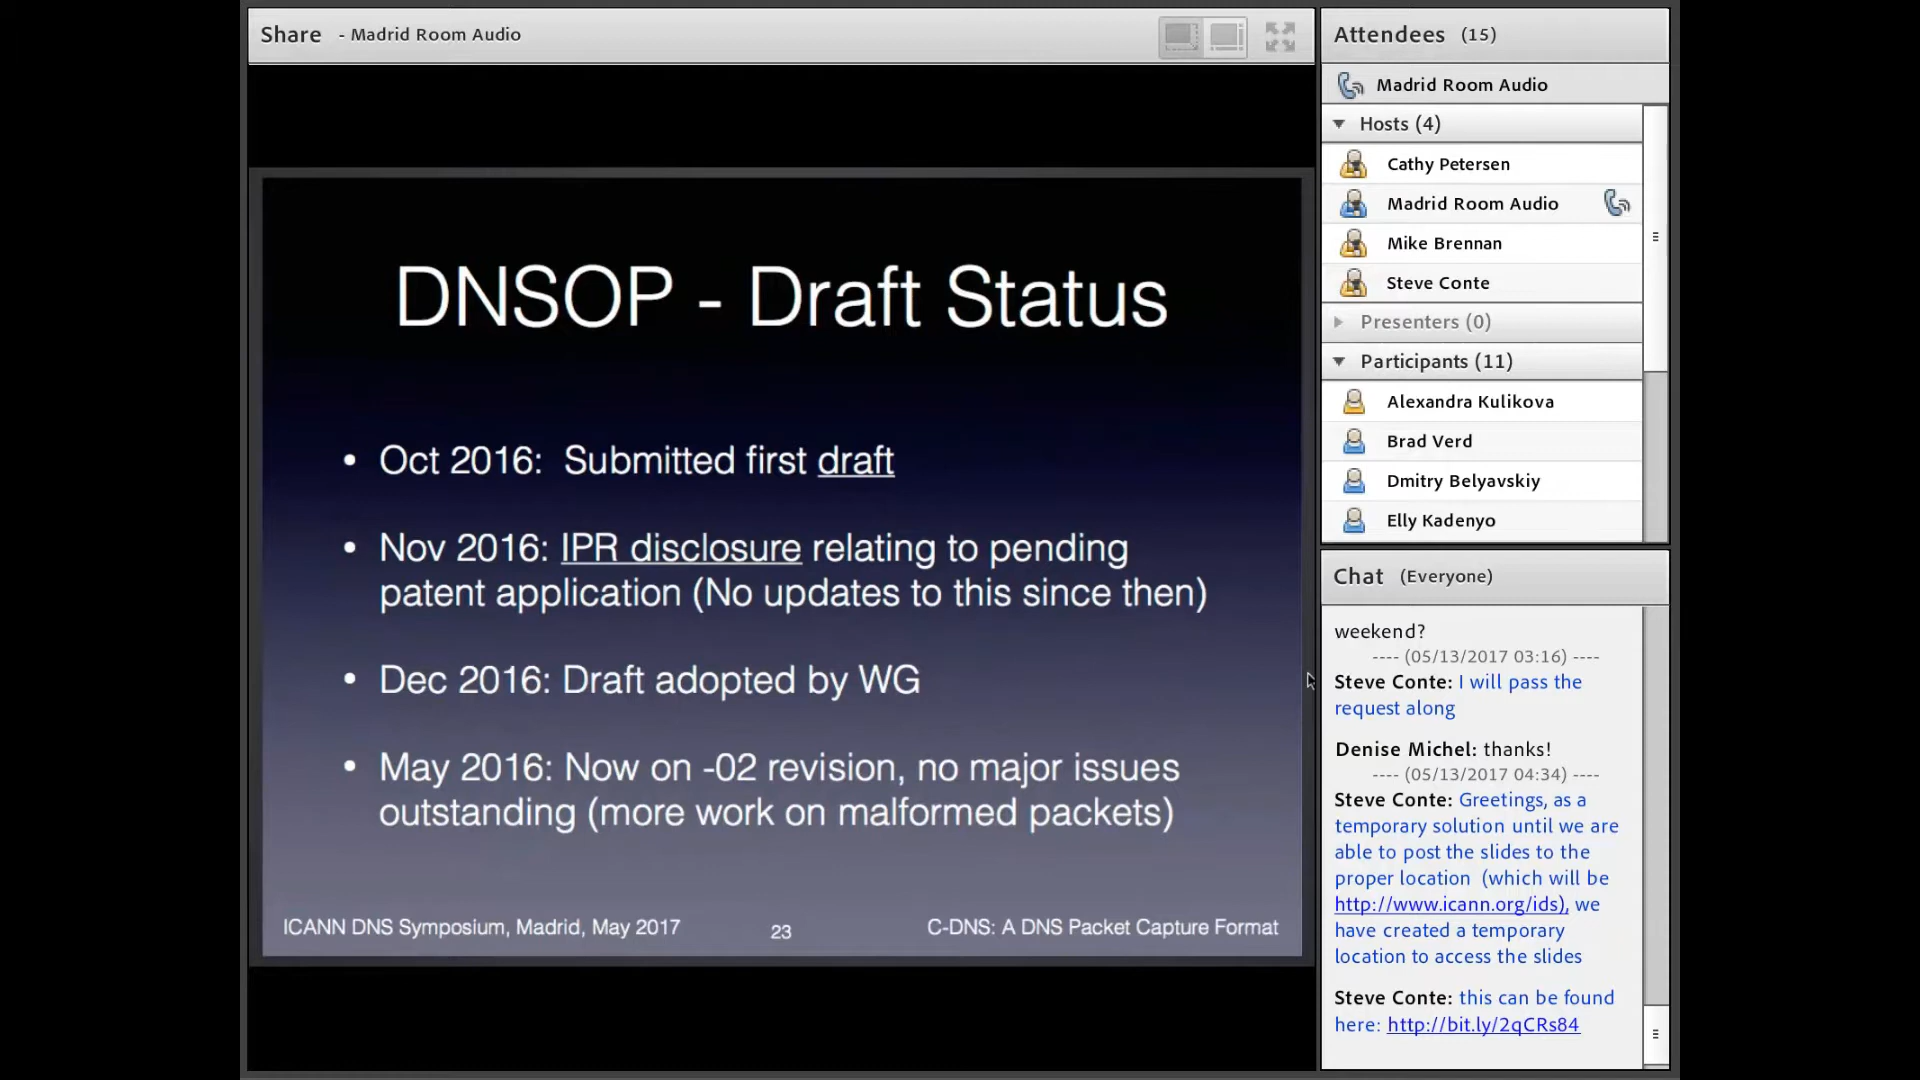 Share - Madrid Room Audio
DNSOP - Draft Status
• Oct 2016: Submitted first draft
• Nov 2016: IPR disclosure relating to pending
patent application (No updates to this since then)
• Dec 2016: Draft adopted by WG
• May 2016: Now on -02 revision, no major issues
outstanding (more work on malformed packets)
ICANN DNS Symposium, Madrid, May 2017
23
C-DNS: A DNS Packet Capture Format
Attendees (15)
Madrid Room Audio
Hosts (4)
Cathy Petersen
Madrid Room Audio
Mike Brennan
Steve Conte
Presenters (0)
Participants (11)
Alexandra Kulikova
Brad Verd
Dmitry Belyavskiy
Elly Kadenyo
Chat (Everyone)
weekend?
---- (05/13/2017 03:16) ----
Steve Conte: I will pass the
request along
Denise Michel: thanks!
---- (05/13/2017 04:34) ----
Steve Conte: Greetings, as a
temporary solution until we are
able to post the slides to the
proper location (which will be
http://www.icann.org/ids), we
have created a temporary
location to access the slides
Steve Conte: this can be found
here: http://bit.ly/2qCRs84